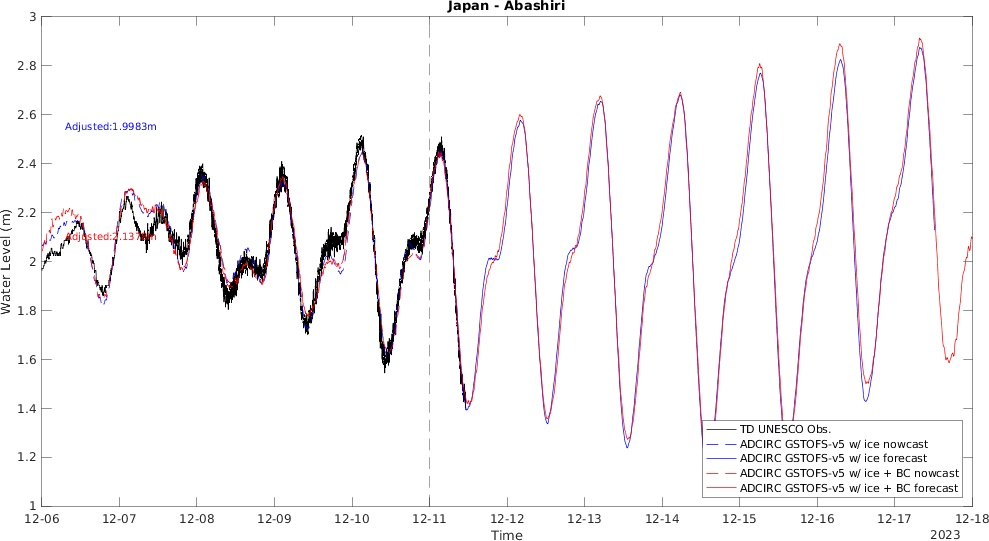 Japan - Abashiri
3
2.8
2.6
2.4
2.2
2
1.8
1.6
1.4
1.2
1
Water Level (m)
Adjusted:1.9983m
TD UNESCO Obs.
ADCIRC GSTOFS-v5 w/ ice nowcast
ADCIRC GSTOFS-v5 w/ ice forecast
ADCIRC GSTOFS-v5 w/ ice + BC nowcast
ADCIRC GSTOFS-v5 w/ ice + BC forecast
12-06 12-07 12-08 12-09 12-10 12-11 12-12 12-13 12-14 12-15 12-16 12-17 12-18
Time
2023